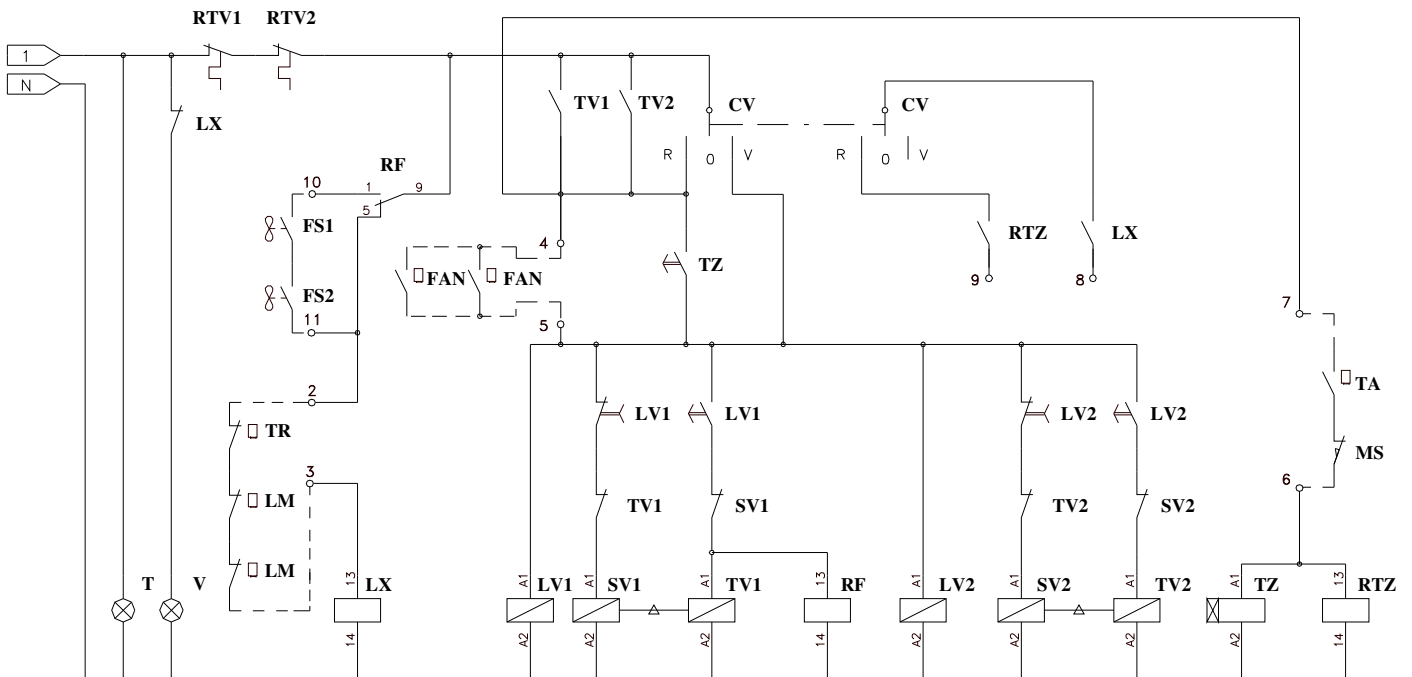 RTV1 RTV2
1
N
TV1 TV2 CV CV
LX
R 0 V R 0 V
RF
10 1 9
5
FS1 RTZ LX
4
FAN FAN TZ
9 8
FS2
11 5 7
2
TA
LV1 LV1 LV2 LV2
TR
MS
3 6
LM TV1 SV1 TV2 SV2
LM
T V 13 LX A1 LV1 A1 SV1 A1 TV1 13 RF A1 LV2 A1 SV2 A1 TV2 A1 TZ 13 RTZ
14 A2 A2 A2 14 A2 A2 A2 A2 14